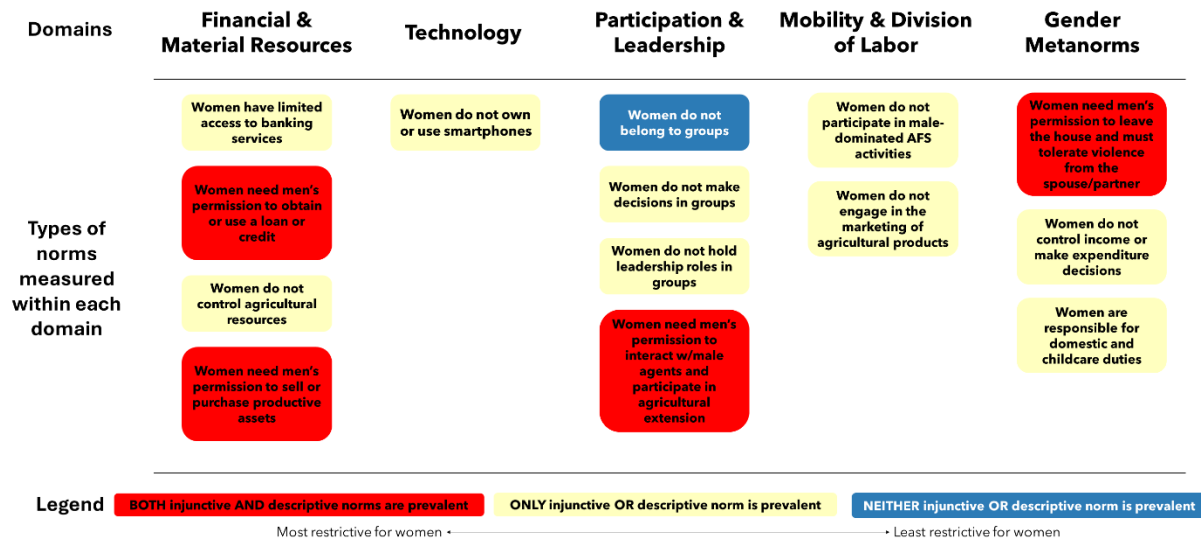 Domains
Financial &
Material Resources
Technology
Participation &
Leadership
Mobility & Division
of Labor
Gender
Metanorms
Types of
norms
measured
within each
domain
Women have limited
access to banking
services
Women need men's
permission to obtain
or use a loan or
credit
Women do not
control agricultural
resources
Women need men's
permission to sell or
purchase productive
assets
Women do not own
or use smartphones
Women do not
belong to groups
Women do not make
decisions in groups
Women do not hold
leadership roles in
groups
Women need men's
permission to
interact w/male
agents and
participate in
agricultural
extension
Women do not
participate in male-
dominated AFS
activities
Women do not
engage in the
marketing of
agricultural products
Women need men's
permission to leave
the house and must
tolerate violence
from the
spouse/partner
Women do not
control income or
make expenditure
decisions
Women are
responsible for
domestic and
childcare duties
Legend
BOTH injunctive AND descriptive norms are prevalent
ONLY injunctive OR descriptive norm is prevalent
NEITHER injunctive OR descriptive norm is prevalent
Most restrictive for women
Least restrictive for women